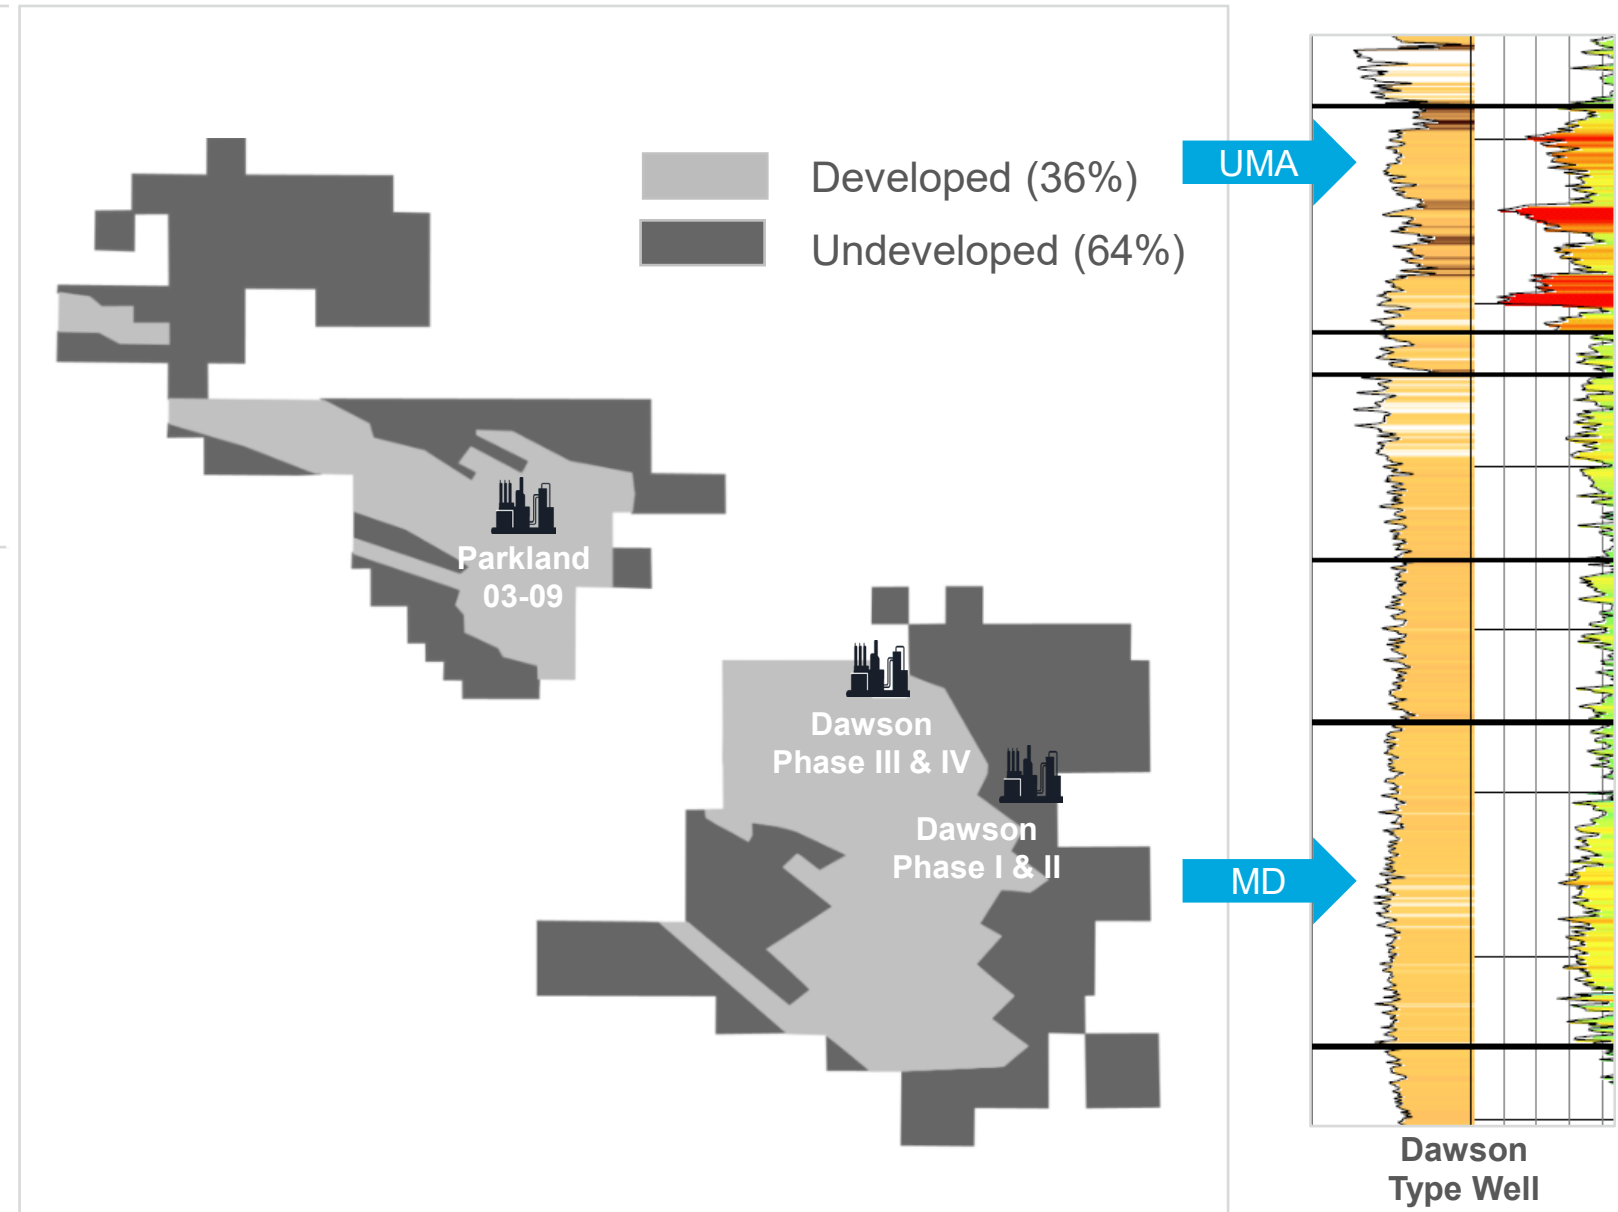 Developed (36%)
Undeveloped (64%)
UMA
Parkland
03-09
Dawson
Phase III & IV
Dawson
Phase I & II
MD
Dawson
Type Well